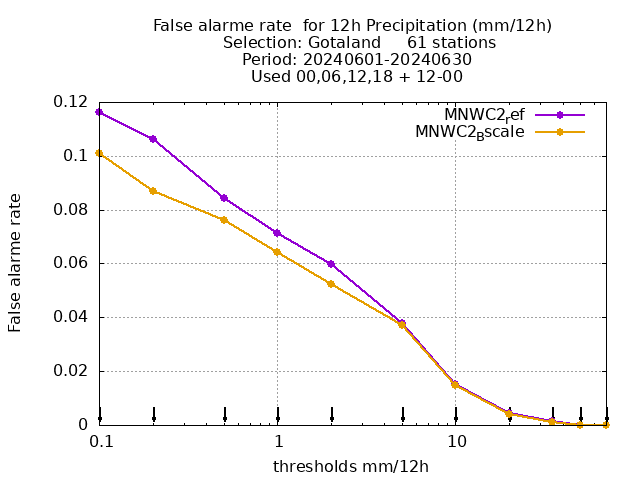 False alarme rate  for 12h Precipitation (mm/12h)
Selection: Gotaland     61 stations
Period: 20240601-20240630
Used 00,06,12,18 + 12-00
MNWC2ref
MNWC2Bscale
0.12
0.1
0.08
0.06
0.04
0.02
0
False alarme rate
0.1 1 10
thresholds mm/12h